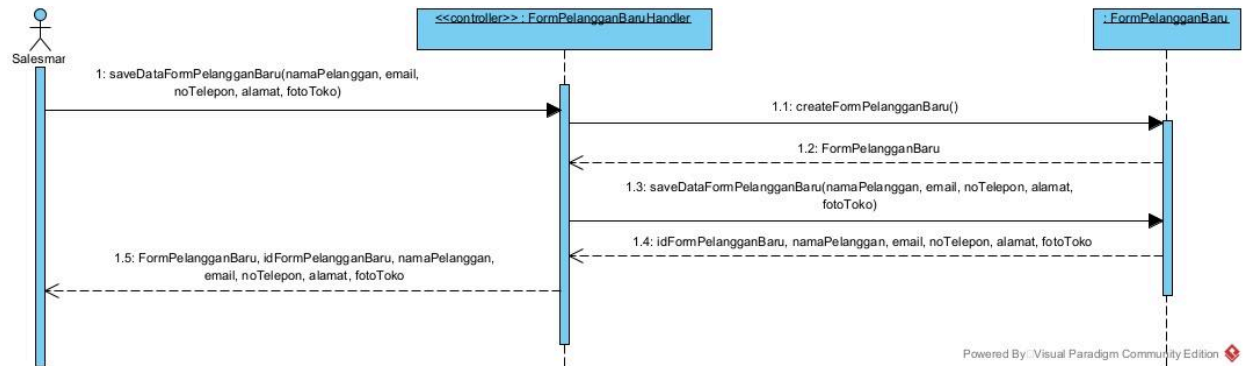 <<controller>> : FormPelangganBaruHandler
: FormPelangganBaru
Salesman
1: saveDataFormPelangganBaru(namaPelanggan, email,
noTelepon, alamat, fotoToko)
1.1: createFormPelangganBaru()
1.2: FormPelangganBaru
1.3: saveDataFormPelangganBaru(namaPelanggan, email, noTelepon, alamat,
fotoToko)
1.4: idFormPelangganBaru, namaPelanggan, email, noTelepon, alamat, fotoToko
1.5: FormPelangganBaru, idFormPelangganBaru, namaPelanggan,
email, noTelepon, alamat, fotoToko
Powered By Visual Paradigm Community Edition